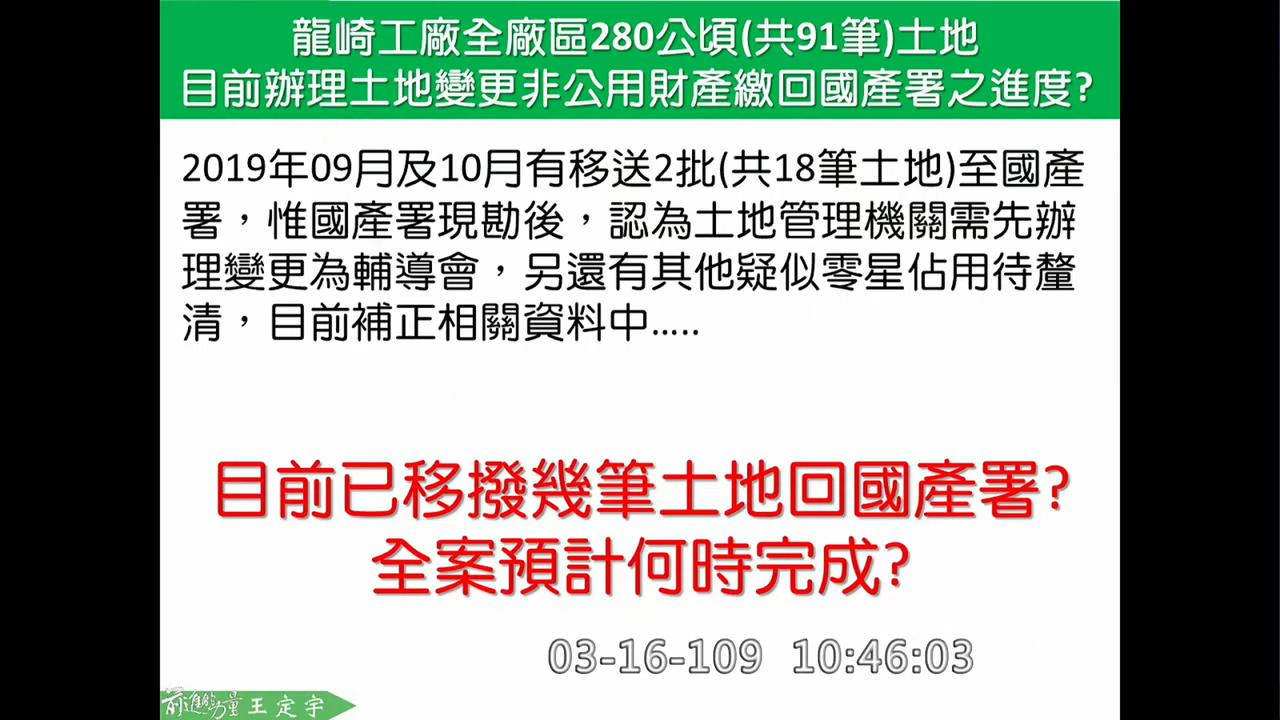 龍崎工廠全廠區280公頃(共91筆)土地
目前辦理土地變更非公用財產繳回國產署之進度?
2019年09月及10月有移送2批(共18筆土地)至國產
署，惟國產署現勘後，認為土地管理機關需先辦
理變更為輔導會，另還有其他疑似零星佔用待釐
清，目前補正相關資料中.....
目前已移撥幾筆土地回國產署?
全案預計何時完成?
03-16-109 10:46:03
前進的力量 王定宇